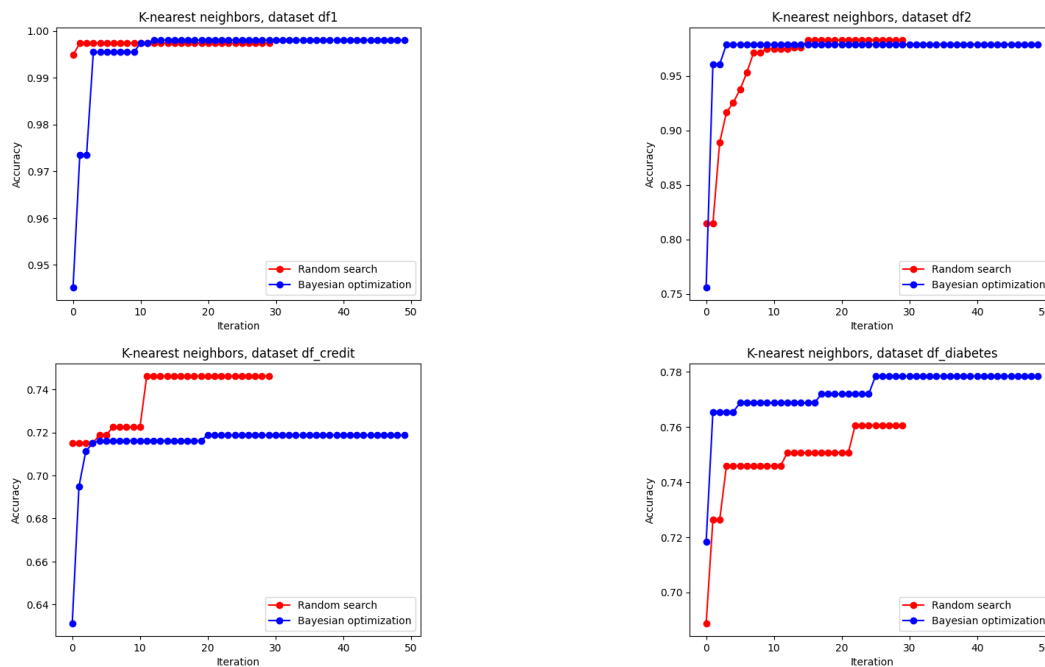 K-nearest neighbors, dataset df1
1.00
0.99
0.98
0.97
0.96
0.95
Accuracy
Random search
Bayesian optimization
0 10 20 30 40 50
Iteration
K-nearest neighbors, dataset df2
0.95
0.90
0.85
0.80
0.75
Accuracy
Random search
Bayesian optimization
0 10 20 30 40 50
Iteration
K-nearest neighbors, dataset df_credit
0.74
0.72
0.70
0.68
0.66
0.64
Accuracy
Random search
Bayesian optimization
0 10 20 30 40 50
Iteration
K-nearest neighbors, dataset df_diabetes
0.78
0.76
0.74
0.72
0.70
Accuracy
Random search
Bayesian optimization
0 10 20 30 40 50
Iteration